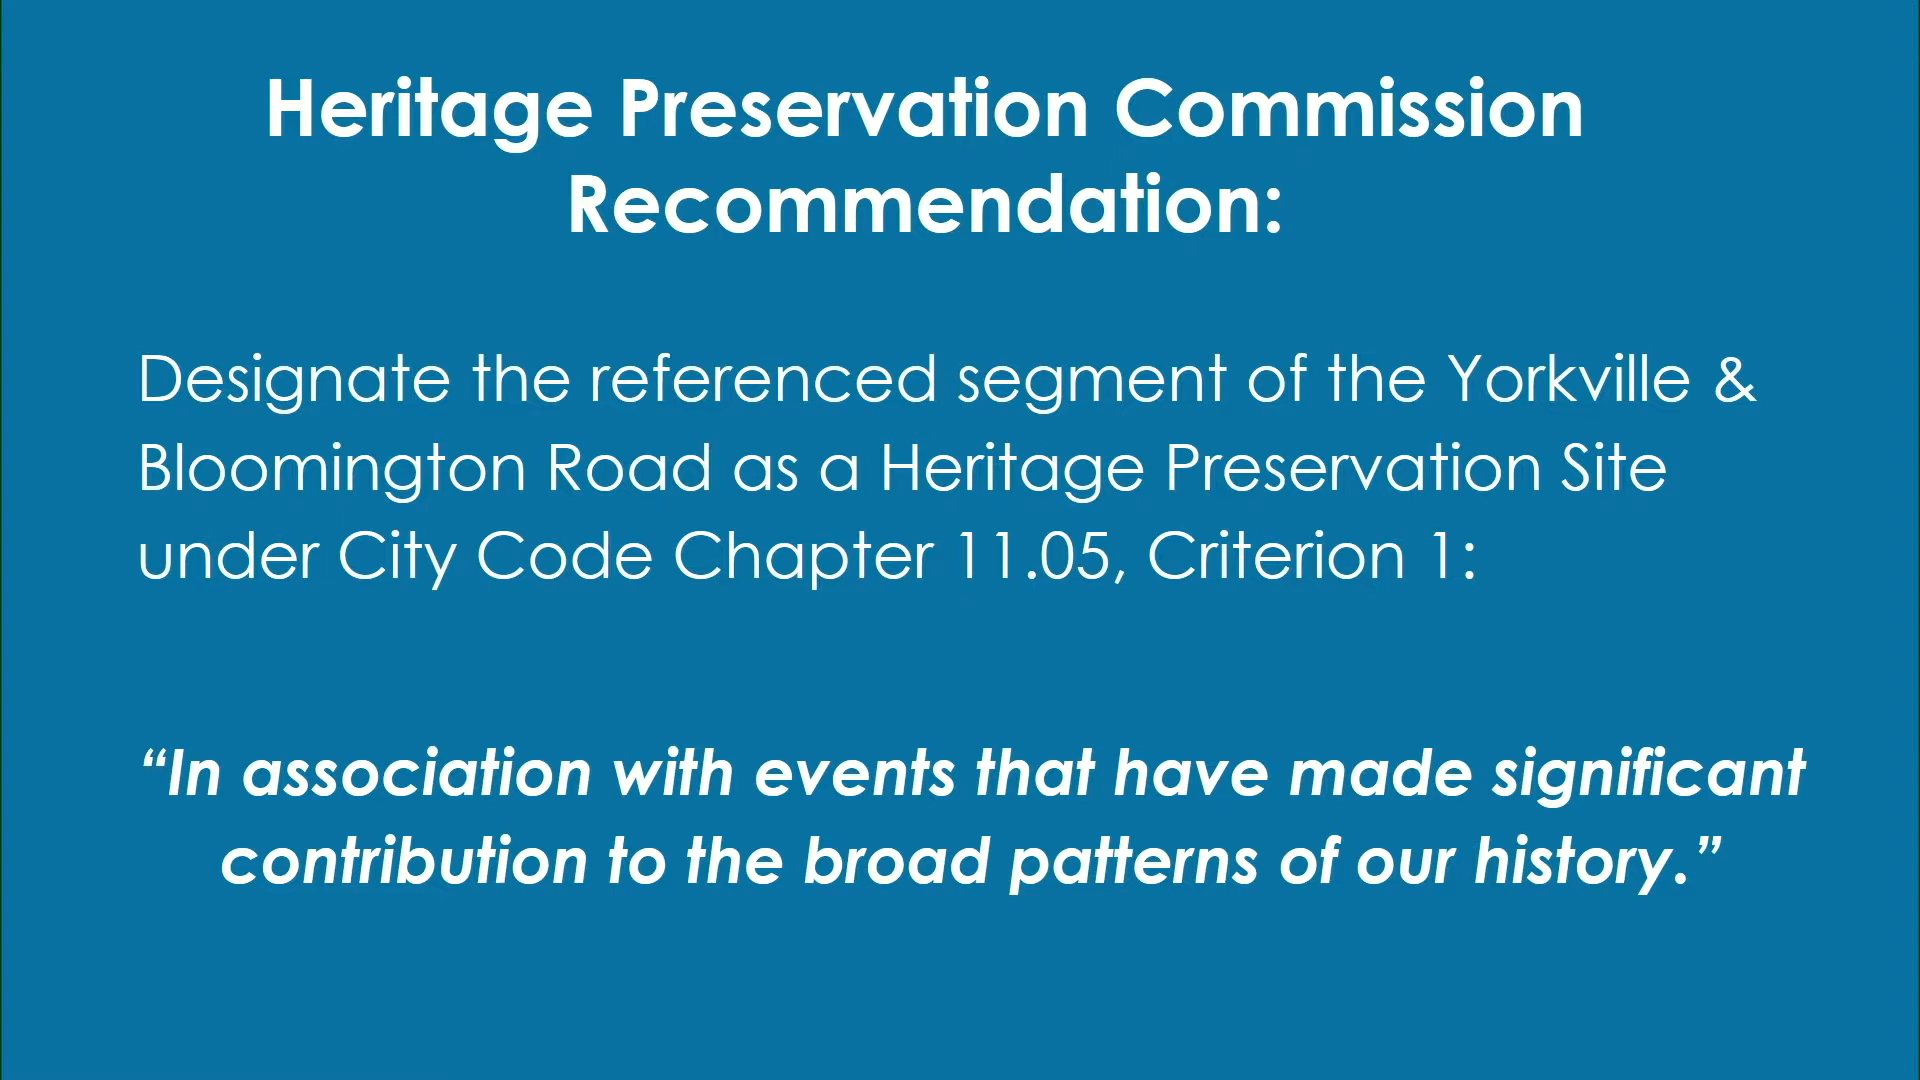 Heritage Preservation Commission
Recommendation:
Designate the referenced segment of the Yorkville &
Bloomington Road as a Heritage Preservation Site
under City Code Chapter 11.05, Criterion 1:
“In association with events that have made significant
contribution to the broad patterns of our history.”